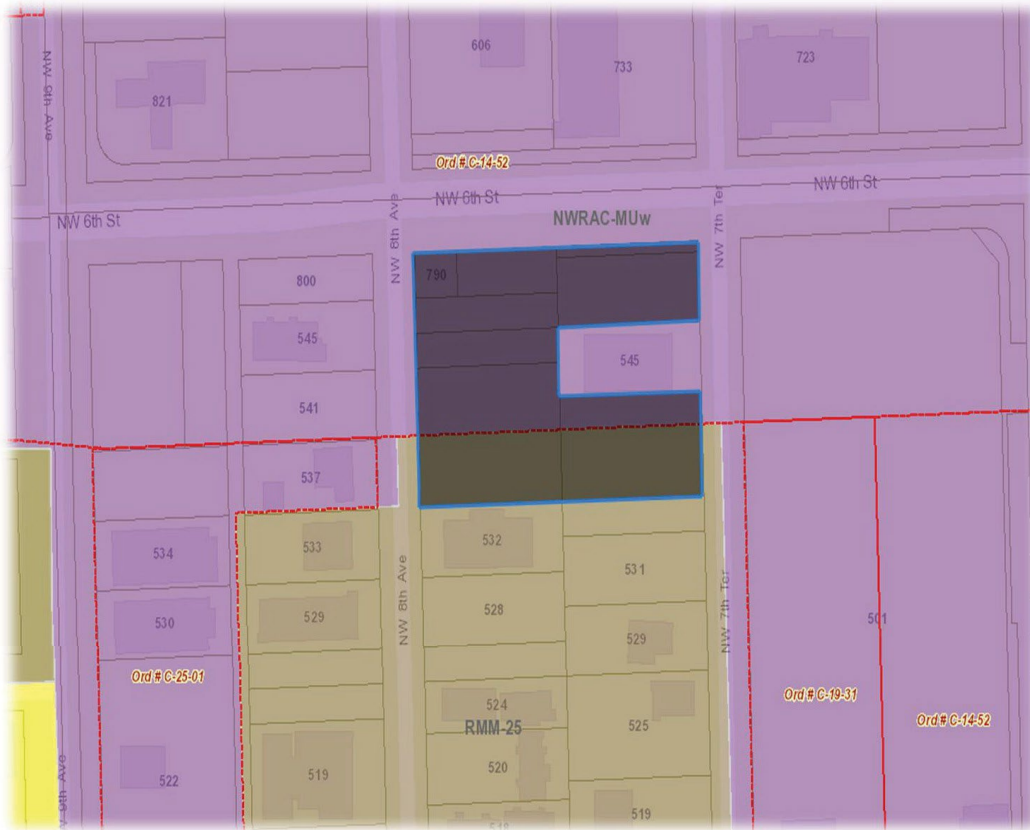 606
733
723
NW 9th Ave
821
Ord # C-14-52
NW 6th St
NW 6th St
NW 6th St
NWRAC-MUw
NW 8th Ave
NW 7th Ter
790
800
545
545
541
537
534
533
532
531
530
529
528
529
NW 8th Ave
NW 7th Ter
501
Ord # C-25-01
Ord # C-19-31
Ord # C-14-52
524
RMM-25
525
520
522
519
519
9th Ave